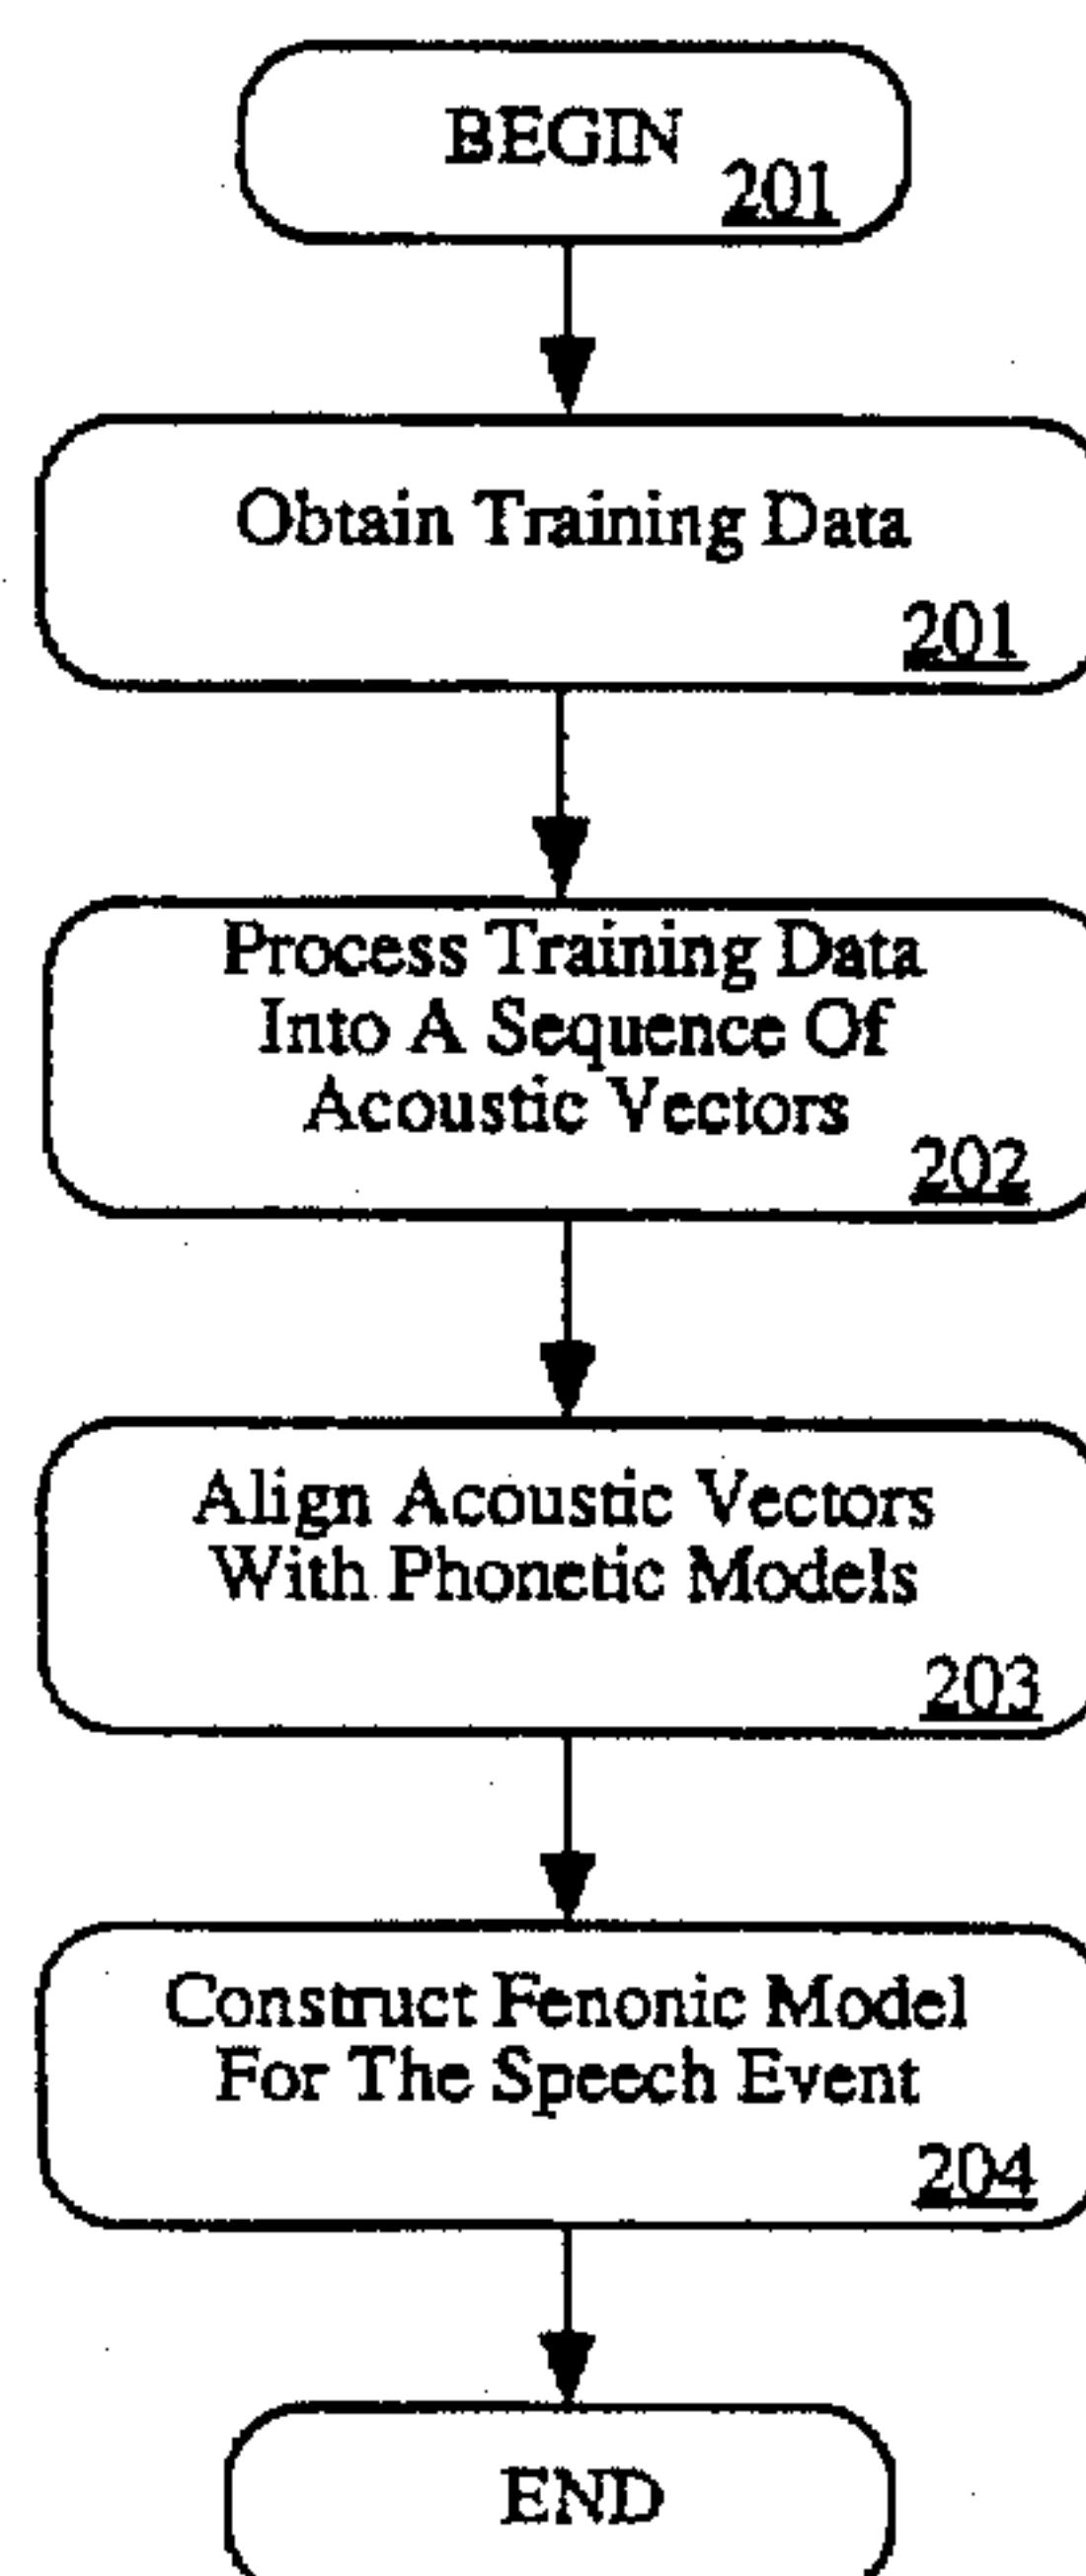 BEGIN
201
Obtain Training Data
201
Process Training Data
Into A Sequence Of
Acoustic Vectors
202
Align Acoustic Vectors
With Phonetic Models
203
Construct Fenonic Model
For The Speech Event
204
END